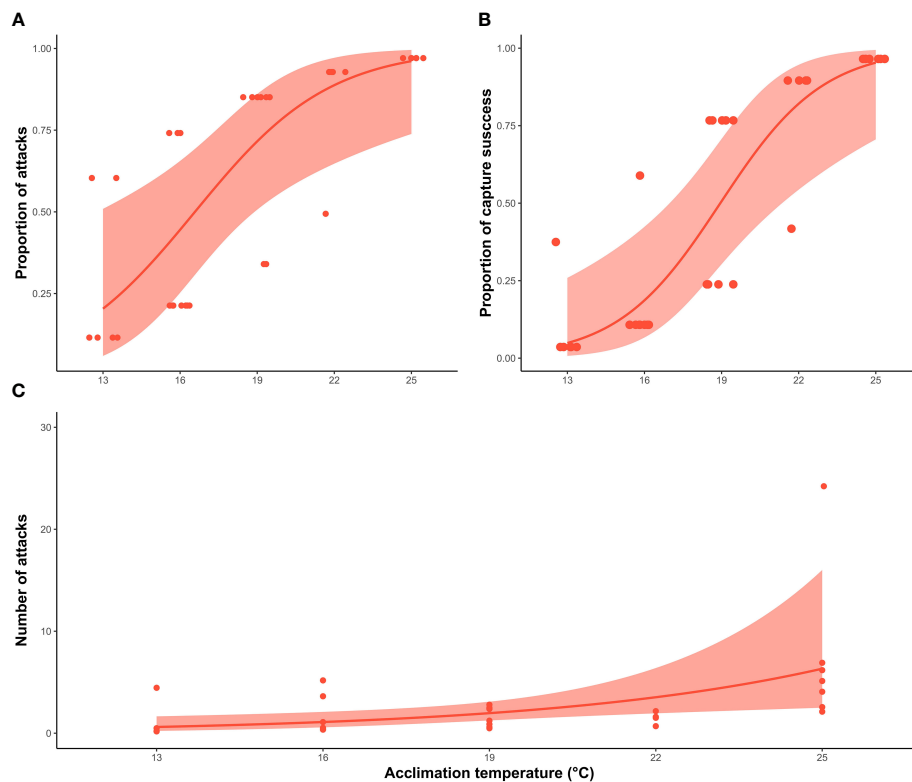 A
Proportion of attacks
1.00
0.75
0.50
0.25
13 16 19 22 25
B
Proportion of capture susccess
1.00
0.75
0.50
0.25
0.00
13 16 19 22 25
C
Number of attacks
30
20
10
0
13 16 19 22 25
Acclimation temperature (°C)